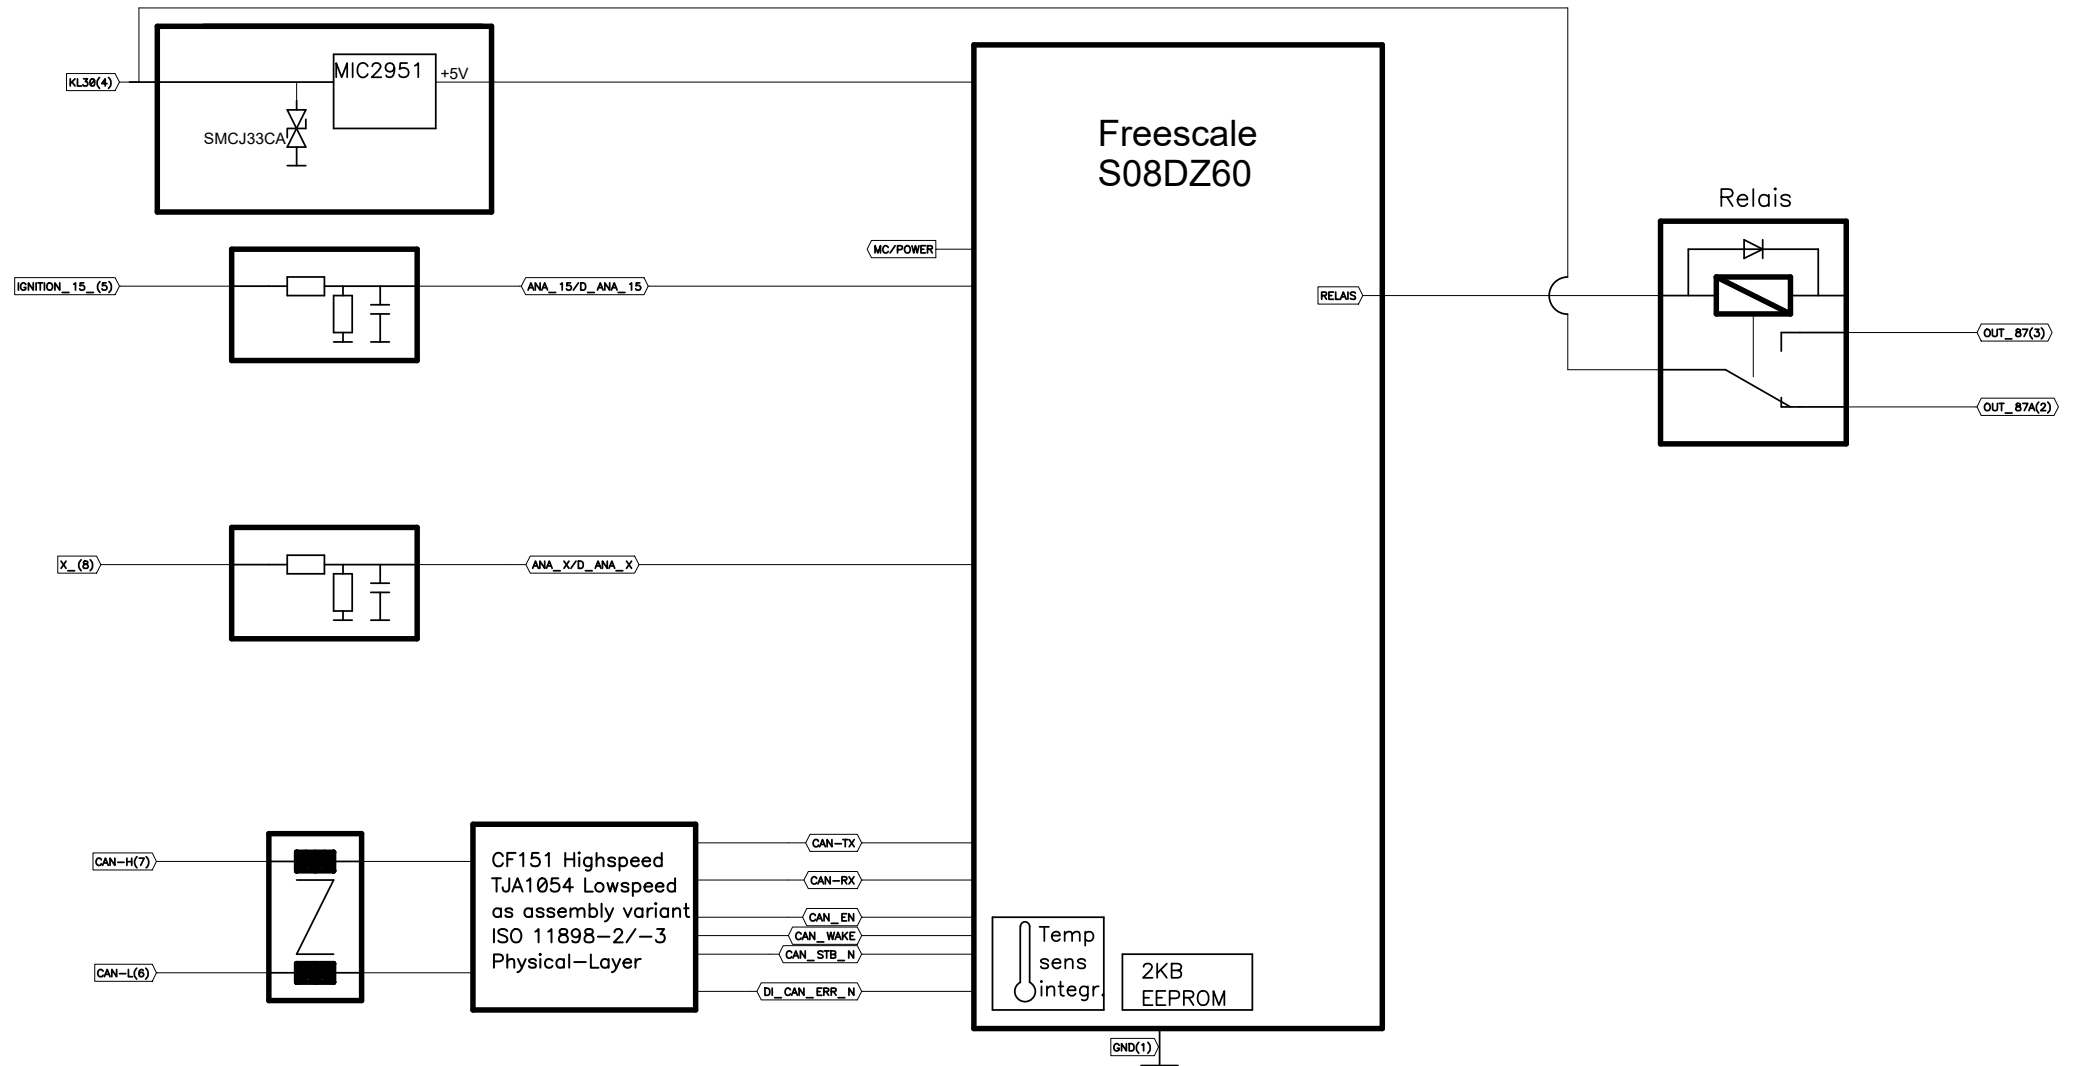 KL30(4)
MIC2951
+5V
SMCJ33CA
Freescale
S08DZ60
Relais
MC/POWER
IGNITION_15_(5)
ANA_15/D_ANA_15
RELAIS
OUT_87(3)
OUT_87A(2)
X_(8)
ANA_X/D_ANA_X
CAN-H(7)
CAN-L(6)
CF151 Highspeed
TJA1054 Lowspeed
as assembly variant
ISO 11898-2/-3
Physical-Layer
CAN-TX
CAN-RX
CAN_EN
CAN_WAKE
CAN_STB_N
DI_CAN_ERR_N
Temp
sens
integr.
2KB
EEPROM
GND(1)